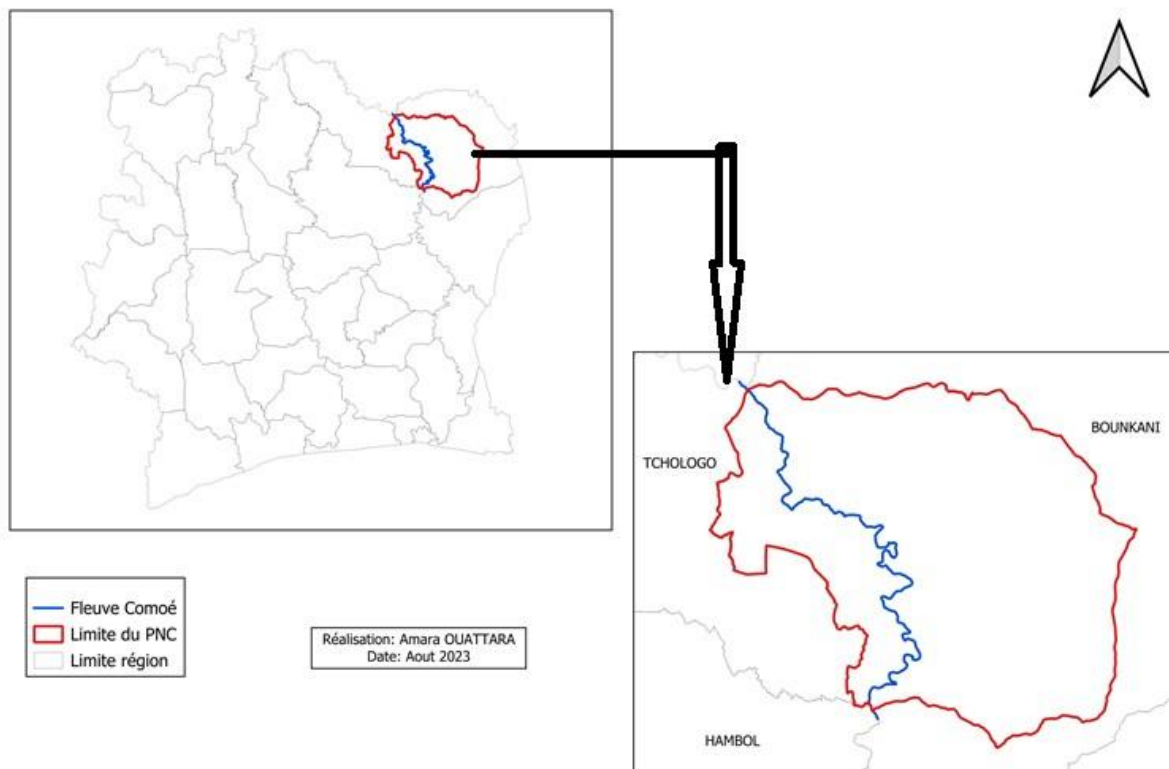 TCHOLOGO
BOUNKANI
HAMBOL
Fleuve Comoé
Limite du PNC
Limite région
Réalisation: Amara OUATTARA
Date: Aout 2023